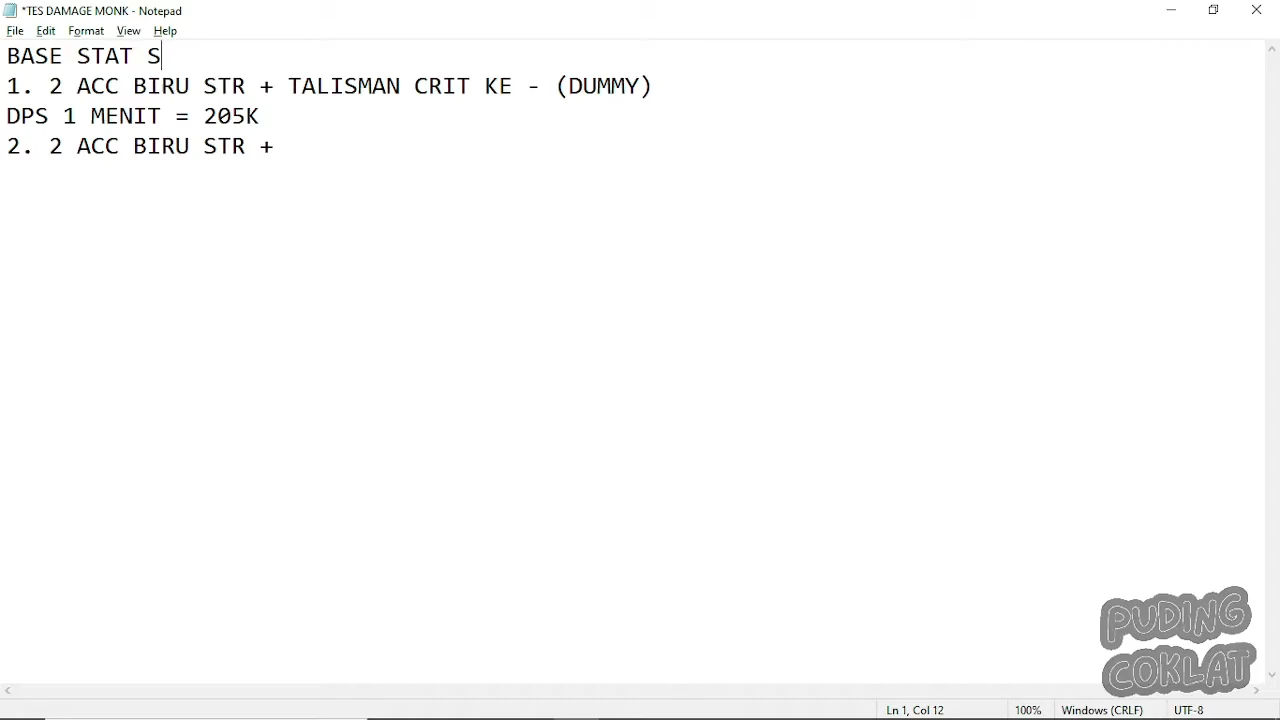 *TES DAMAGE MONK - Notepad
File Edit Format View Help
BASE STAT S
1. 2 ACC BIRU STR + TALISMAN CRIT KE - (DUMMY)
DPS 1 MENIT = 205K
2. 2 ACC BIRU STR +
PUDING
COKLAT
Ln 1, Col 12 100% Windows (CRLF) UTF-8